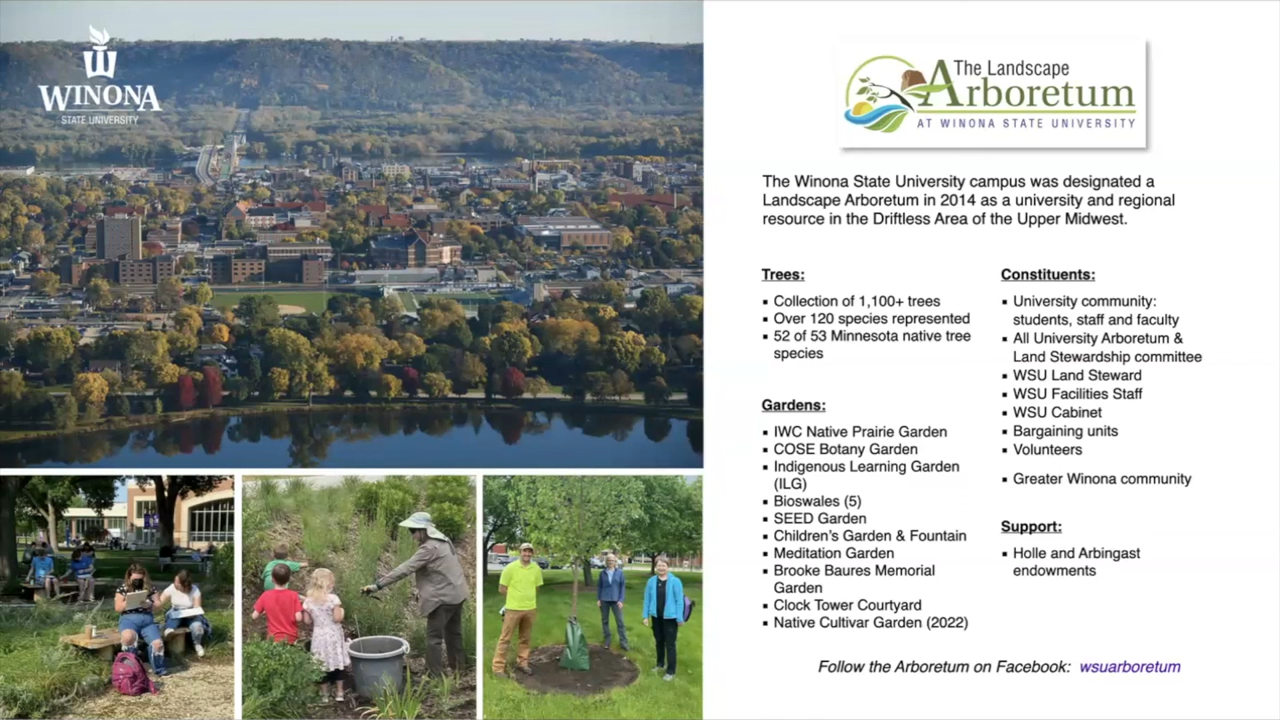 WINONA
STATE UNIVERSITY
The Landscape
Arboretum
AT WINONA STATE UNIVERSITY
The Winona State University campus was designated a
Landscape Arboretum in 2014 as a university and regional
resource in the Driftless Area of the Upper Midwest.
Trees:
▪ Collection of 1,100+ trees
▪ Over 120 species represented
▪ 52 of 53 Minnesota native tree
species
Gardens:
▪ IWC Native Prairie Garden
▪ COSE Botany Garden
▪ Indigenous Learning Garden
(ILG)
▪ Bioswales (5)
▪ SEED Garden
▪ Children's Garden & Fountain
▪ Meditation Garden
▪ Brooke Baures Memorial
Garden
▪ Clock Tower Courtyard
▪ Native Cultivar Garden (2022)
Constituents:
▪ University community:
students, staff and faculty
▪ All University Arboretum &
Land Stewardship committee
▪ WSU Land Steward
▪ WSU Facilities Staff
▪ WSU Cabinet
▪ Bargaining units
▪ Volunteers
▪ Greater Winona community
Support:
▪ Holle and Arbingast
endowments
Follow the Arboretum on Facebook: wsuarboretum